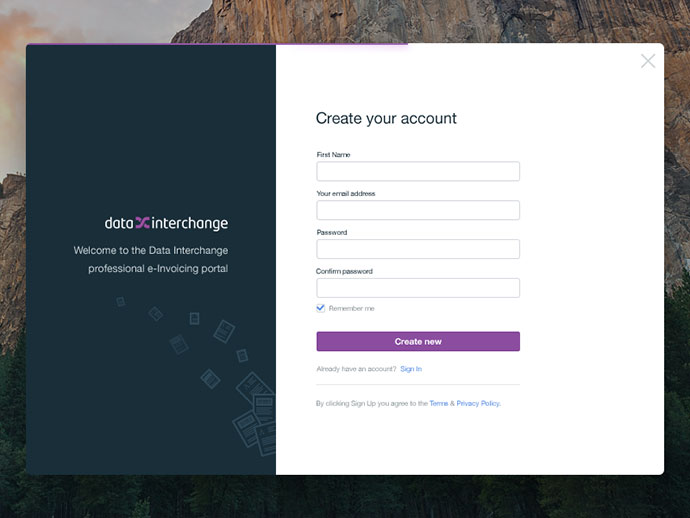 data interchange
Welcome to the Data Interchange
professional e-Invoicing portal
Create your account
First Name
Your email address
Password
Confirm password
Remember me
Create new
Already have an account? Sign In
By clicking Sign Up you agree to the Terms & Privacy Policy.